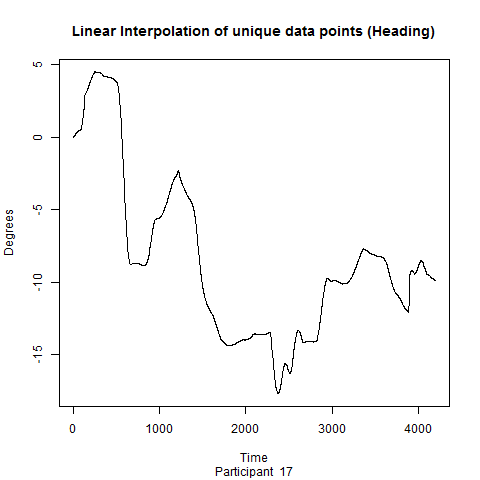 Linear Interpolation of unique data points (Heading)
5
0
-5
-10
-15
Degrees
0 1000 2000 3000 4000
Time
Participant 17